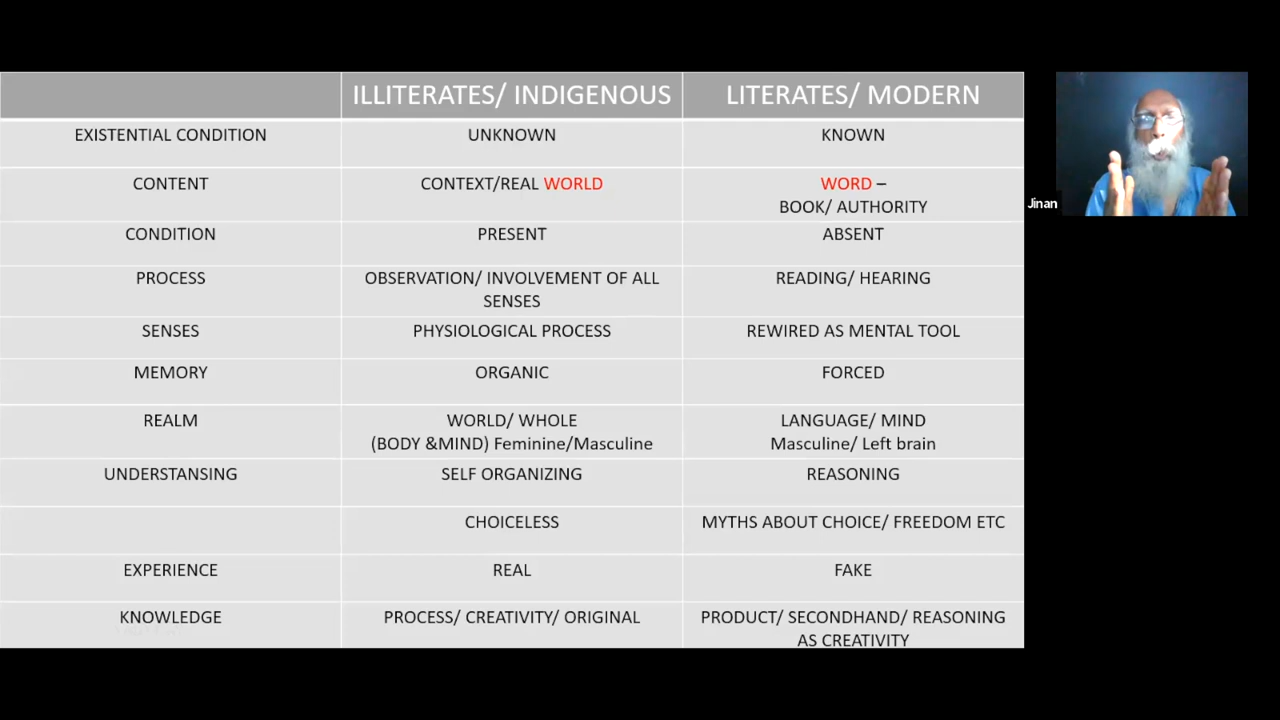 ILLITERATES/ INDIGENOUS
LITERATES/ MODERN
EXISTENTIAL CONDITION
UNKNOWN
KNOWN
CONTENT
CONTEXT/REAL WORLD
WORD –
BOOK/ AUTHORITY
CONDITION
PRESENT
ABSENT
PROCESS
OBSERVATION/ INVOLVEMENT OF ALL
SENSES
READING/ HEARING
SENSES
PHYSIOLOGICAL PROCESS
REWIRED AS MENTAL TOOL
MEMORY
ORGANIC
FORCED
REALM
WORLD/ WHOLE
(BODY &MIND) Feminine/Masculine
LANGUAGE/ MIND
Masculine/ Left brain
UNDERSTANSING
SELF ORGANIZING
REASONING
CHOICELESS
MYTHS ABOUT CHOICE/ FREEDOM ETC
EXPERIENCE
REAL
FAKE
KNOWLEDGE
PROCESS/ CREATIVITY/ ORIGINAL
PRODUCT/ SECONDHAND/ REASONING
AS CREATIVITY
Jinan